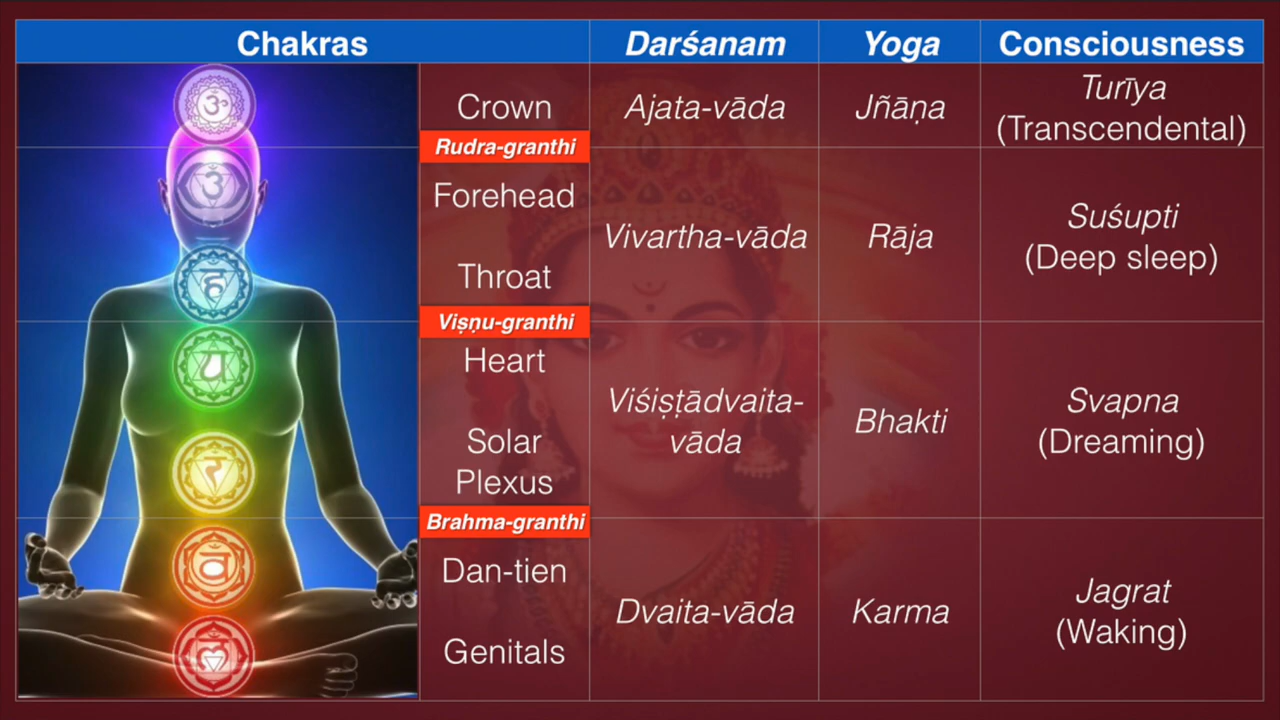 Chakras Darśanam Yoga Consciousness
Crown Ajata-vāda Jñāṇa Turīya
(Transcendental)
Rudra-granthi
Forehead
Throat
Vivartha-vāda Rāja Suśupti
(Deep sleep)
Viṣṇu-granthi
Heart
Solar
Plexus
Viśiṣṭādvaita-
vāda
Bhakti
Svapna
(Dreaming)
Brahma-granthi
Dan-tien
Genitals
Dvaita-vāda Karma Jagrat
(Waking)
ॐ
ॐ
हं
यं
रं
वं
लं